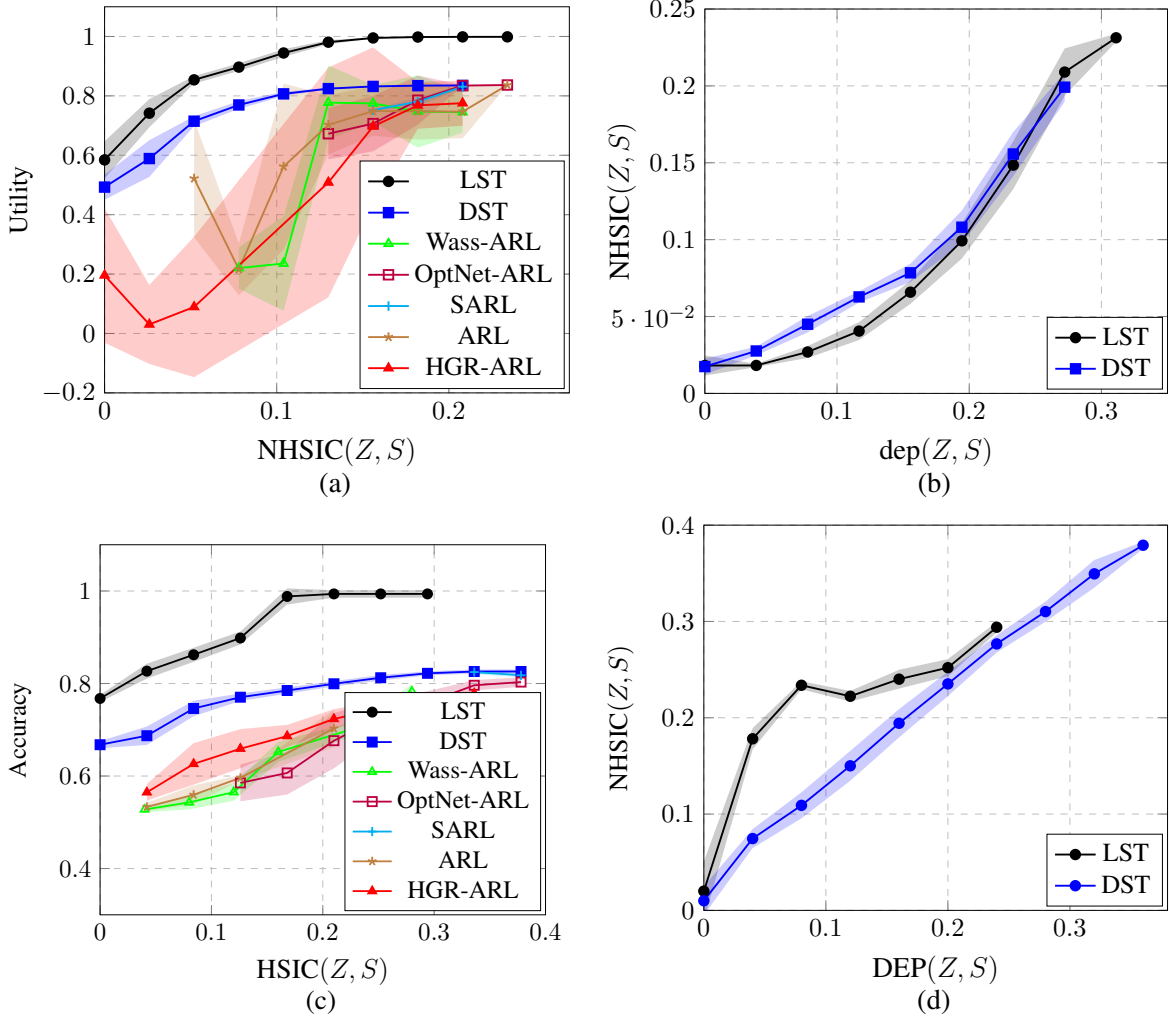 1
0.8
0.6
0.4
0.2
0
−0.2
Utility
0
0.1
0.2
NHSIC(Z, S)
LST
DST
Wass-ARL
OptNet-ARL
SARL
ARL
HGR-ARL
(a)
0.25
0.2
0.15
0.1
5 · 10−2
0
NHSIC(Z, S)
0
0.1
0.2
0.3
dep(Z, S)
LST
DST
(b)
1
0.8
0.6
0.4
Accuracy
0
0.1
0.2
0.3
0.4
HSIC(Z, S)
LST
DST
Wass-ARL
OptNet-ARL
SARL
ARL
HGR-ARL
(c)
0.4
0.3
0.2
0.1
0
NHSIC(Z, S)
0
0.1
0.2
0.3
DEP(Z, S)
LST
DST
(d)